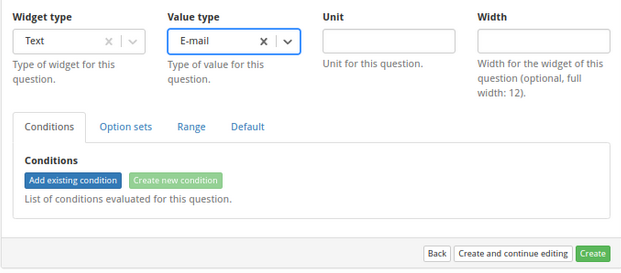 Widget type Value type Unit Width
Text E-mail
Type of widget for this question.
Type of value for this question.
Unit for this question.
Width for the widget of this question (optional, full width: 12).
Conditions Option sets Range Default
Conditions
Add existing condition Create new condition
List of conditions evaluated for this question.
Back Create and continue editing Create